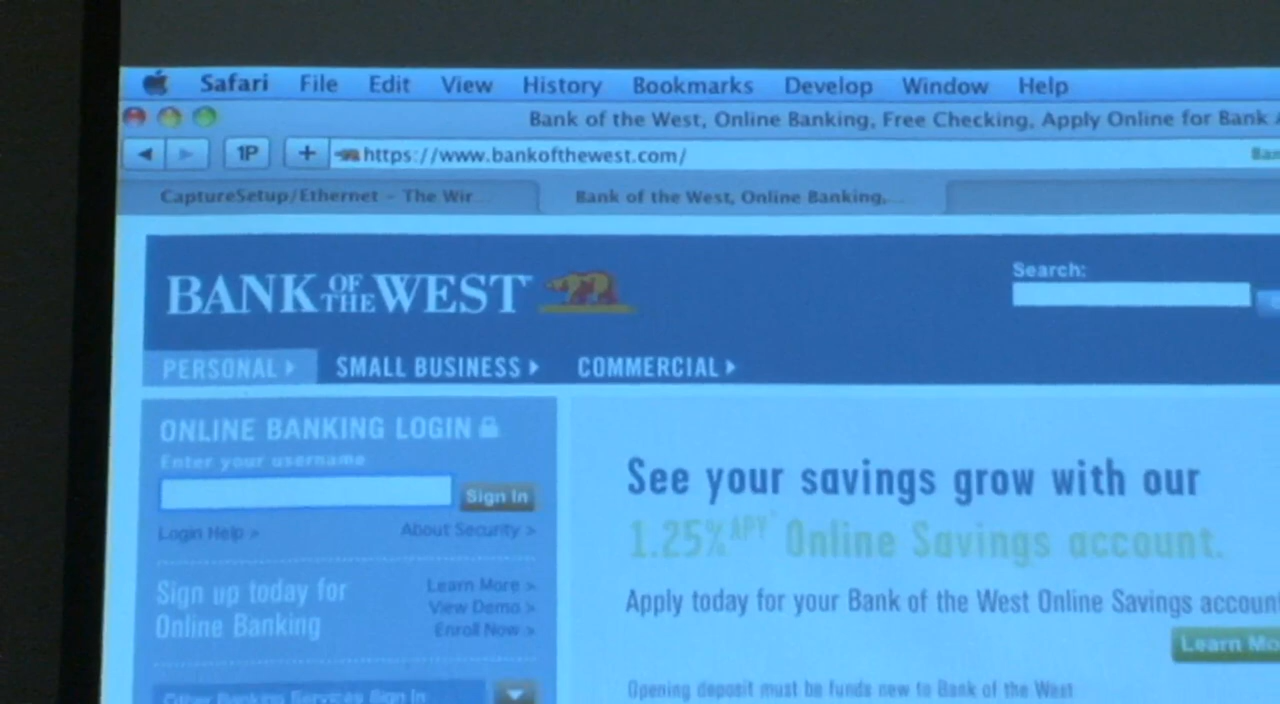 Safari File Edit View History Bookmarks Develop Window Help
Bank of the West, Online Banking, Free Checking, Apply Online for Bank
1P + https://www.bankofthewest.com/
CaptureSetup/Ethernet – The Wir... Bank of the West, Online Banking,...
BANK OF THE WEST
Search:
PERSONAL SMALL BUSINESS COMMERCIAL
ONLINE BANKING LOGIN
Enter your username
Sign In
Login Help > About Security >
Sign up today for
Online Banking
Learn More >
View Demo >
Enroll Now >
Other Banking Services Sign In
See your savings grow with our
1.25% APY* Online Savings account.
Apply today for your Bank of the West Online Savings accoun
Learn Mo
Opening deposit must be funds new to Bank of the West